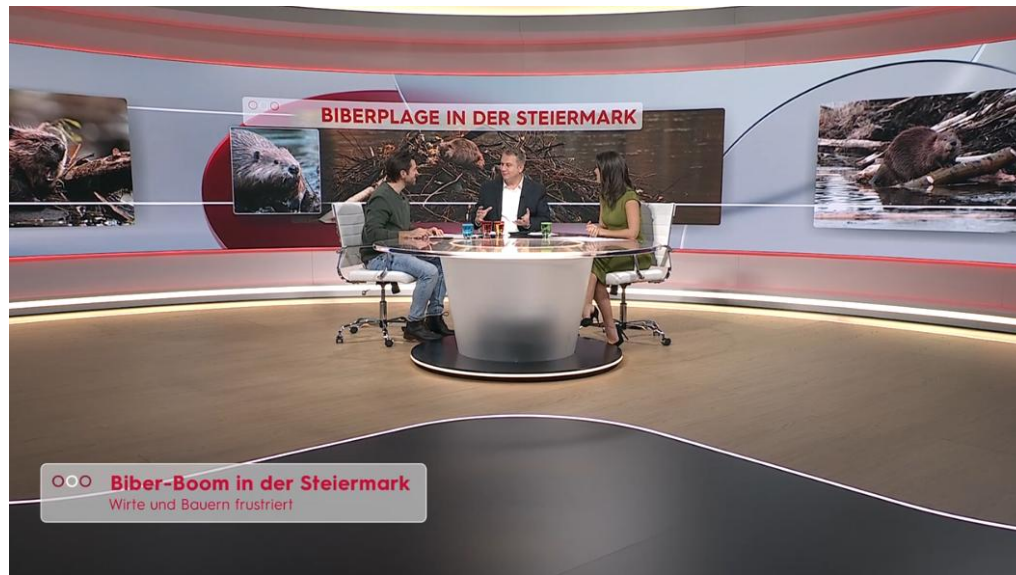 BIBERPLAGE IN DER STEIERMARK
Biber-Boom in der Steiermark
Wirte und Bauern frustriert